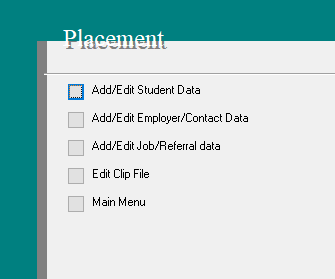 Placement
Add/Edit Student Data
Add/Edit Employer/Contact Data
Add/Edit Job/Referral data
Edit Clip File
Main Menu